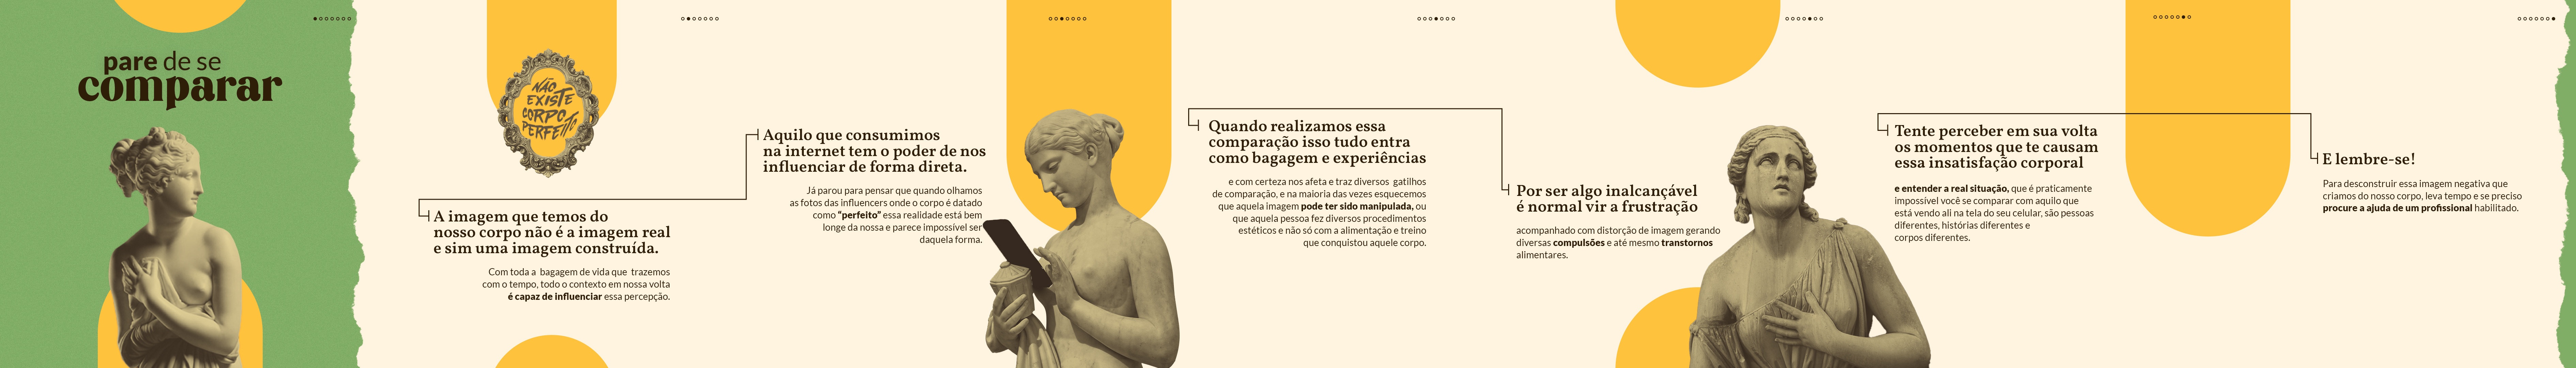 pare de se
comparar
NÃO
EXISTE
CORPO
PERFEITO
A imagem que temos do
nosso corpo não é a imagem real
e sim uma imagem construída.
Com toda a bagagem de vida que trazemos
com o tempo, todo o contexto em nossa volta
é capaz de influenciar essa percepção.
Aquilo que consumimos
na internet tem o poder de nos
influenciar de forma direta.
Já parou para pensar que quando olhamos
as fotos das influencers onde o corpo é datado
como “perfeito” essa realidade está bem
longe da nossa e parece impossível ser
daquela forma.
Quando realizamos essa
comparação isso tudo entra
como bagagem e experiências
e com certeza nos afeta e traz diversos gatilhos
de comparação, e na maioria das vezes esquecemos
que aquela imagem pode ter sido manipulada, ou
que aquela pessoa fez diversos procedimentos
estéticos e não só com a alimentação e treino
que conquistou aquele corpo.
Por ser algo inalcançável
é normal vir a frustração
acompanhado com distorção de imagem gerando
diversas compulsões e até mesmo transtornos
alimentares.
Tente perceber em sua volta
os momentos que te causam
essa insatisfação corporal
e entender a real situação, que é praticamente
impossível você se comparar com aquilo que
está vendo ali na tela do seu celular, são pessoas
diferentes, histórias diferentes e
corpos diferentes.
E lembre-se!
Para desconstruir essa imagem negativa que
criamos do nosso corpo, leva tempo e se preciso
procure a ajuda de um profissional habilitado.